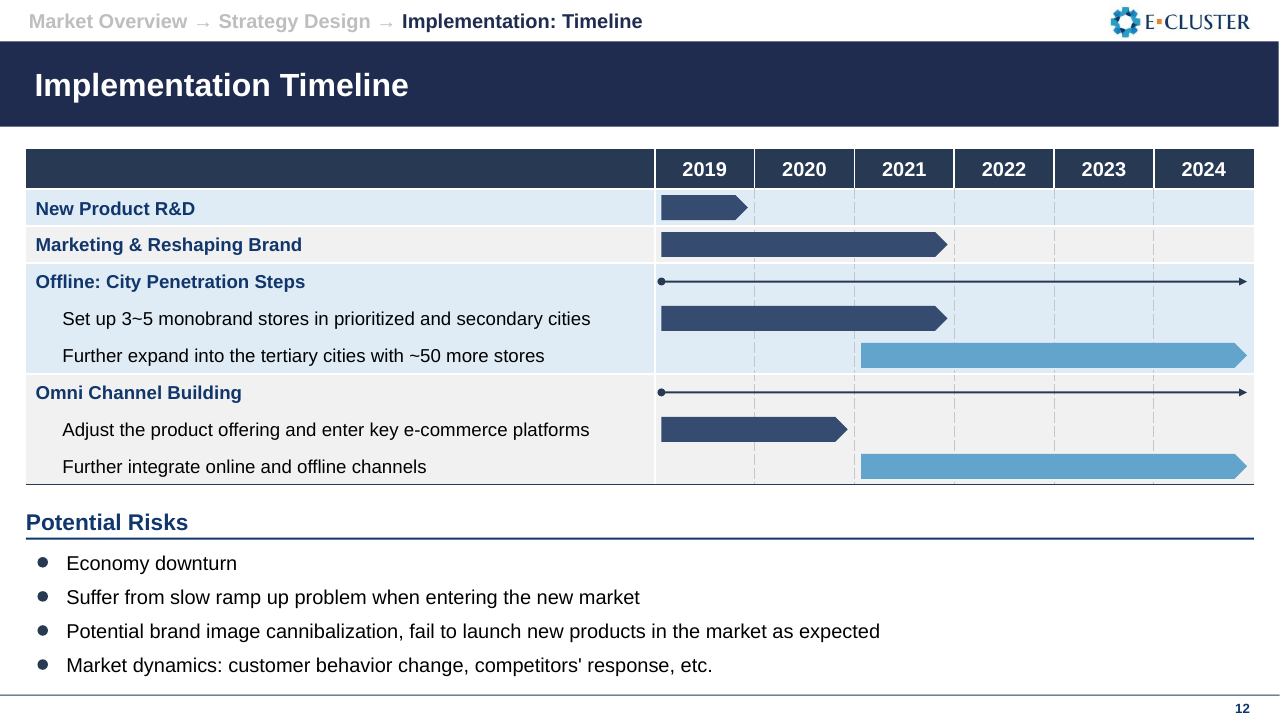 Market Overview → Strategy Design → Implementation: Timeline
E·CLUSTER
Implementation Timeline
2019 2020 2021 2022 2023 2024
New Product R&D
Marketing & Reshaping Brand
Offline: City Penetration Steps
Set up 3~5 monobrand stores in prioritized and secondary cities
Further expand into the tertiary cities with ~50 more stores
Omni Channel Building
Adjust the product offering and enter key e-commerce platforms
Further integrate online and offline channels
Potential Risks
● Economy downturn
● Suffer from slow ramp up problem when entering the new market
● Potential brand image cannibalization, fail to launch new products in the market as expected
● Market dynamics: customer behavior change, competitors' response, etc.
12